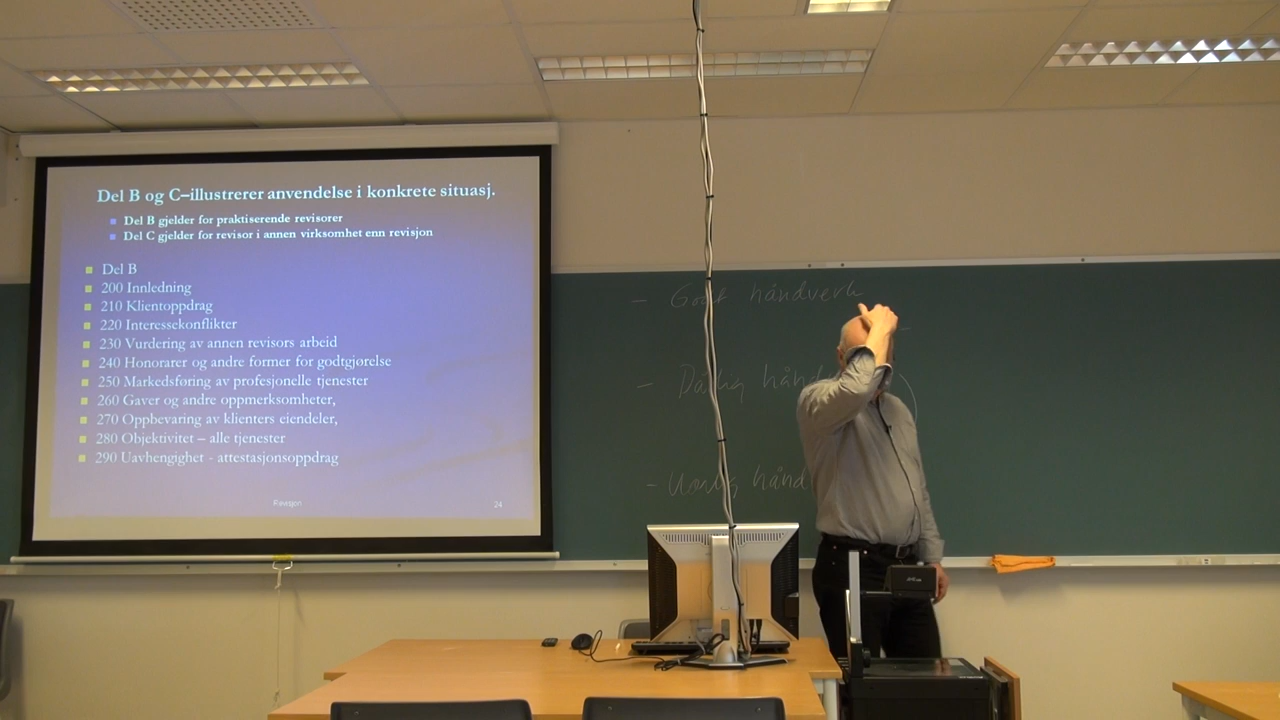 Del B og C–illustrerer anvendelse i konkrete situasj.
Del B gjelder for praktiserende revisorer
Del C gjelder for revisor i annen virksomhet enn revisjon
Del B
200 Innledning
210 Klientoppdrag
220 Interessekonflikter
230 Vurdering av annen revisors arbeid
240 Honorarer og andre former for godtgjørelse
250 Markedsføring av profesjonelle tjenester
260 Gaver og andre oppmerksomheter,
270 Oppbevaring av klienters eiendeler,
280 Objektivitet – alle tjenester
290 Uavhengighet - attestasjonsoppdrag
Revisjon 24
- Godt håndverk
- Dårlig hånd
- Uærlig hånd